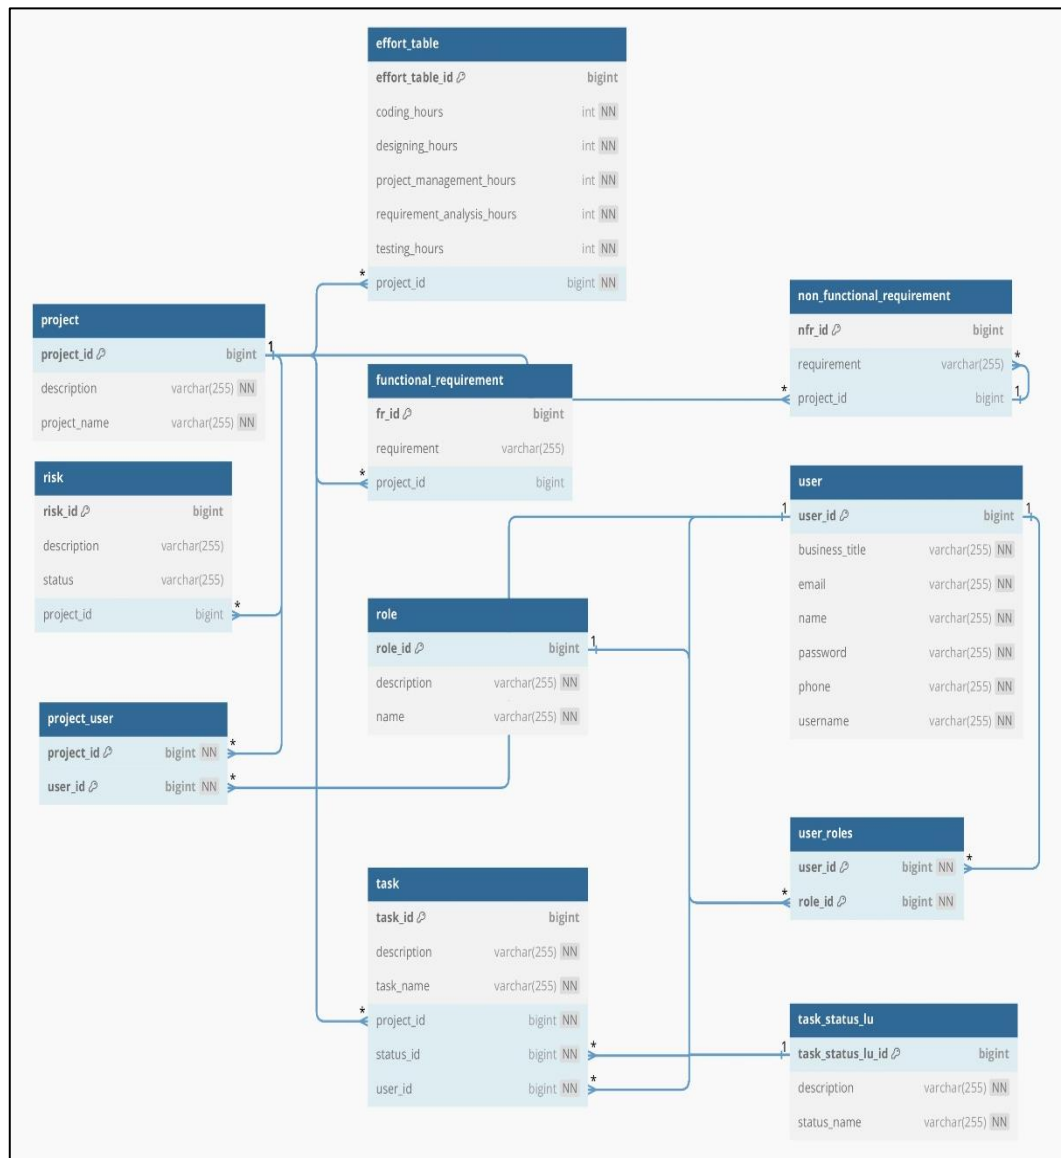 effort_table
effort_table_id bigint
coding_hours int NN
designing_hours int NN
project_management_hours int NN
requirement_analysis_hours int NN
testing_hours int NN
* project_id bigint NN
project
project_id bigint 1
description varchar(255) NN
project_name varchar(255) NN
functional_requirement
fr_id bigint
requirement varchar(255)
* project_id bigint
non_functional_requirement
nfr_id bigint
requirement varchar(255) *
* project_id bigint 1
risk
risk_id bigint
description varchar(255)
status varchar(255)
project_id bigint *
user
1 user_id bigint 1
business_title varchar(255) NN
email varchar(255) NN
name varchar(255) NN
password varchar(255) NN
phone varchar(255) NN
username varchar(255) NN
role
role_id bigint 1
description varchar(255) NN
name varchar(255) NN
project_user
project_id bigint NN *
user_id bigint NN *
user_roles
user_id bigint NN *
* role_id bigint NN
task
task_id bigint
description varchar(255) NN
task_name varchar(255) NN
* project_id bigint NN
status_id bigint NN *
user_id bigint NN *
task_status_lu
1 task_status_lu_id bigint
description varchar(255) NN
status_name varchar(255) NN